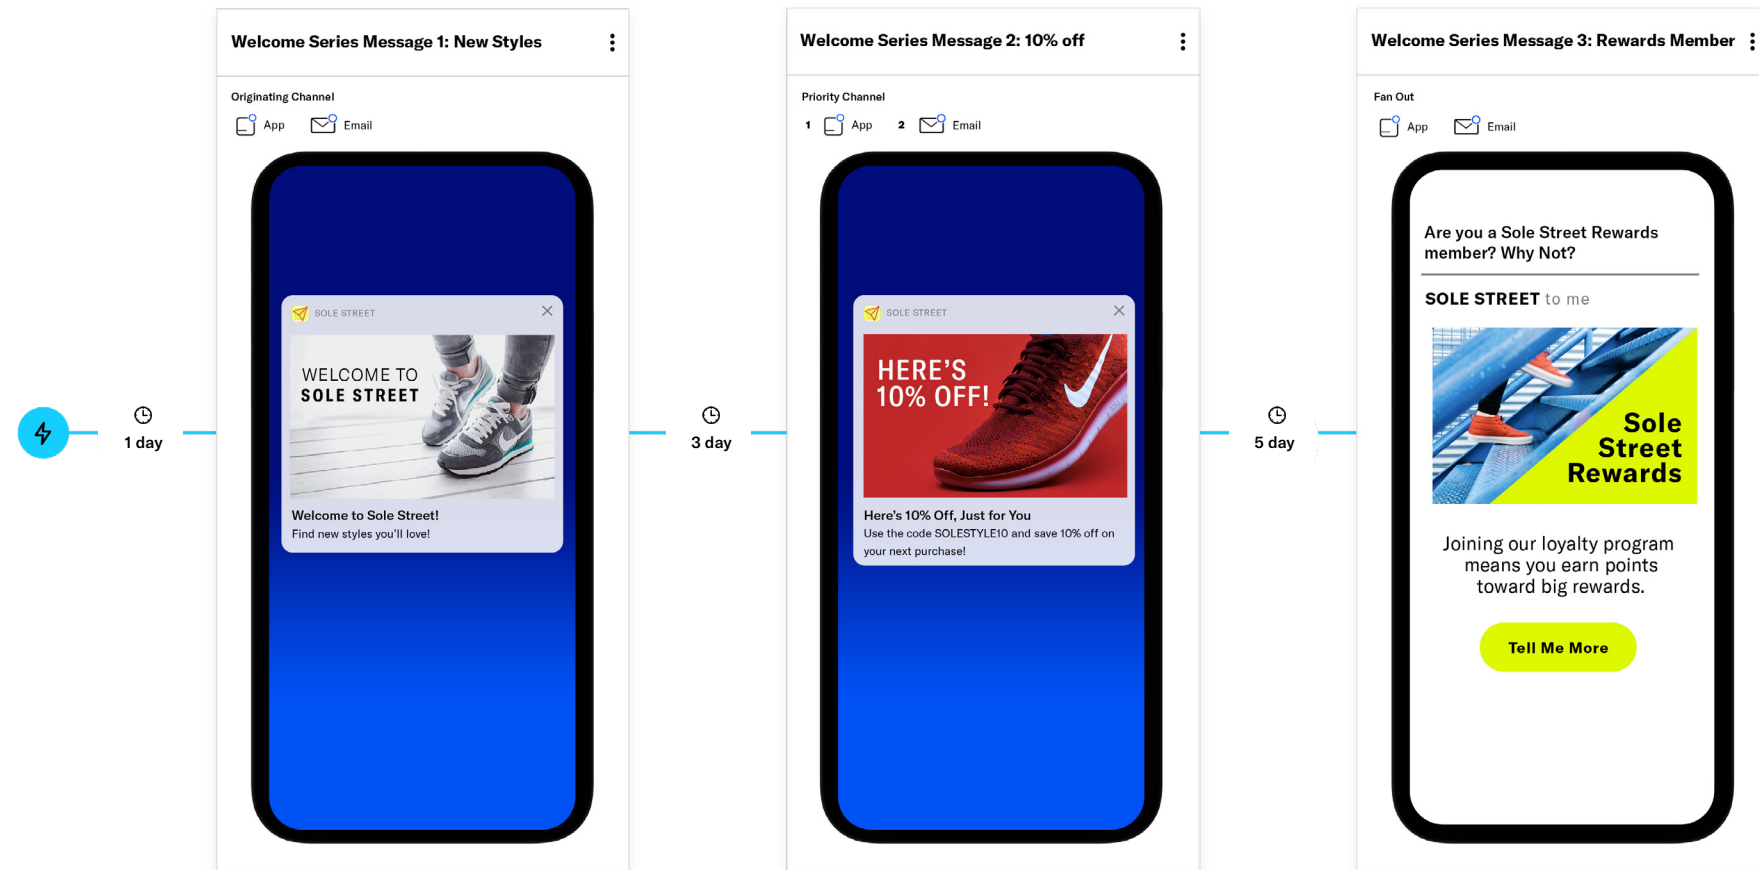 Welcome Series Message 1: New Styles
Originating Channel
App Email
SOLE STREET
WELCOME TO
SOLE STREET
Welcome to Sole Street!
Find new styles you'll love!
1 day
3 day
Welcome Series Message 2: 10% off
Priority Channel
1 App 2 Email
SOLE STREET
HERE'S
10% OFF!
Here's 10% Off, Just for You
Use the code SOLESTYLE10 and save 10% off on
your next purchase!
5 day
Welcome Series Message 3: Rewards Member
Fan Out
App Email
Are you a Sole Street Rewards
member? Why Not?
SOLE STREET to me
Sole
Street
Rewards
Joining our loyalty program
means you earn points
toward big rewards.
Tell Me More